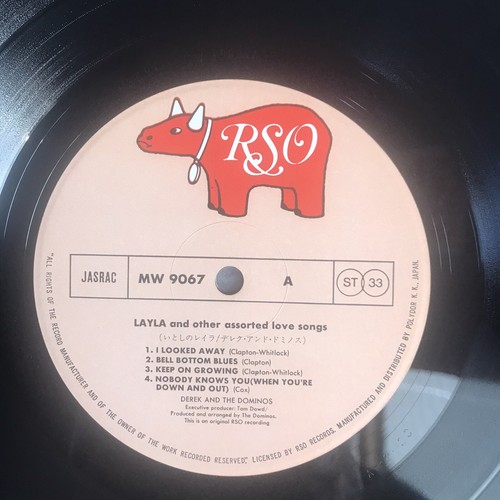 RSO
JASRAC
MW 9067
A
ST 33
LAYLA and other assorted love songs
(いとしのレイラ/デレク・アンド・ドミノス)
1. I LOOKED AWAY (Clapton-Whitlock)
2. BELL BOTTOM BLUES (Clapton)
3. KEEP ON GROWING (Clapton-Whitlock)
4. NOBODY KNOWS YOU(WHEN YOU'RE
DOWN AND OUT) (Cox)
DEREK AND THE DOMINOS
Executive producer: Tom Dowd/
Produced and arranged by The Dominos.
This is an original RSO recording
"ALL RIGHTS OF THE RECORD MANUFACTURER AND OF THE OWNER OF THE WORK RECORDED RESERVED", LICENSED BY RSO RECORDS, MANUFACTURED AND DISTRIBUTED BY POLYDOR K. K., JAPAN.